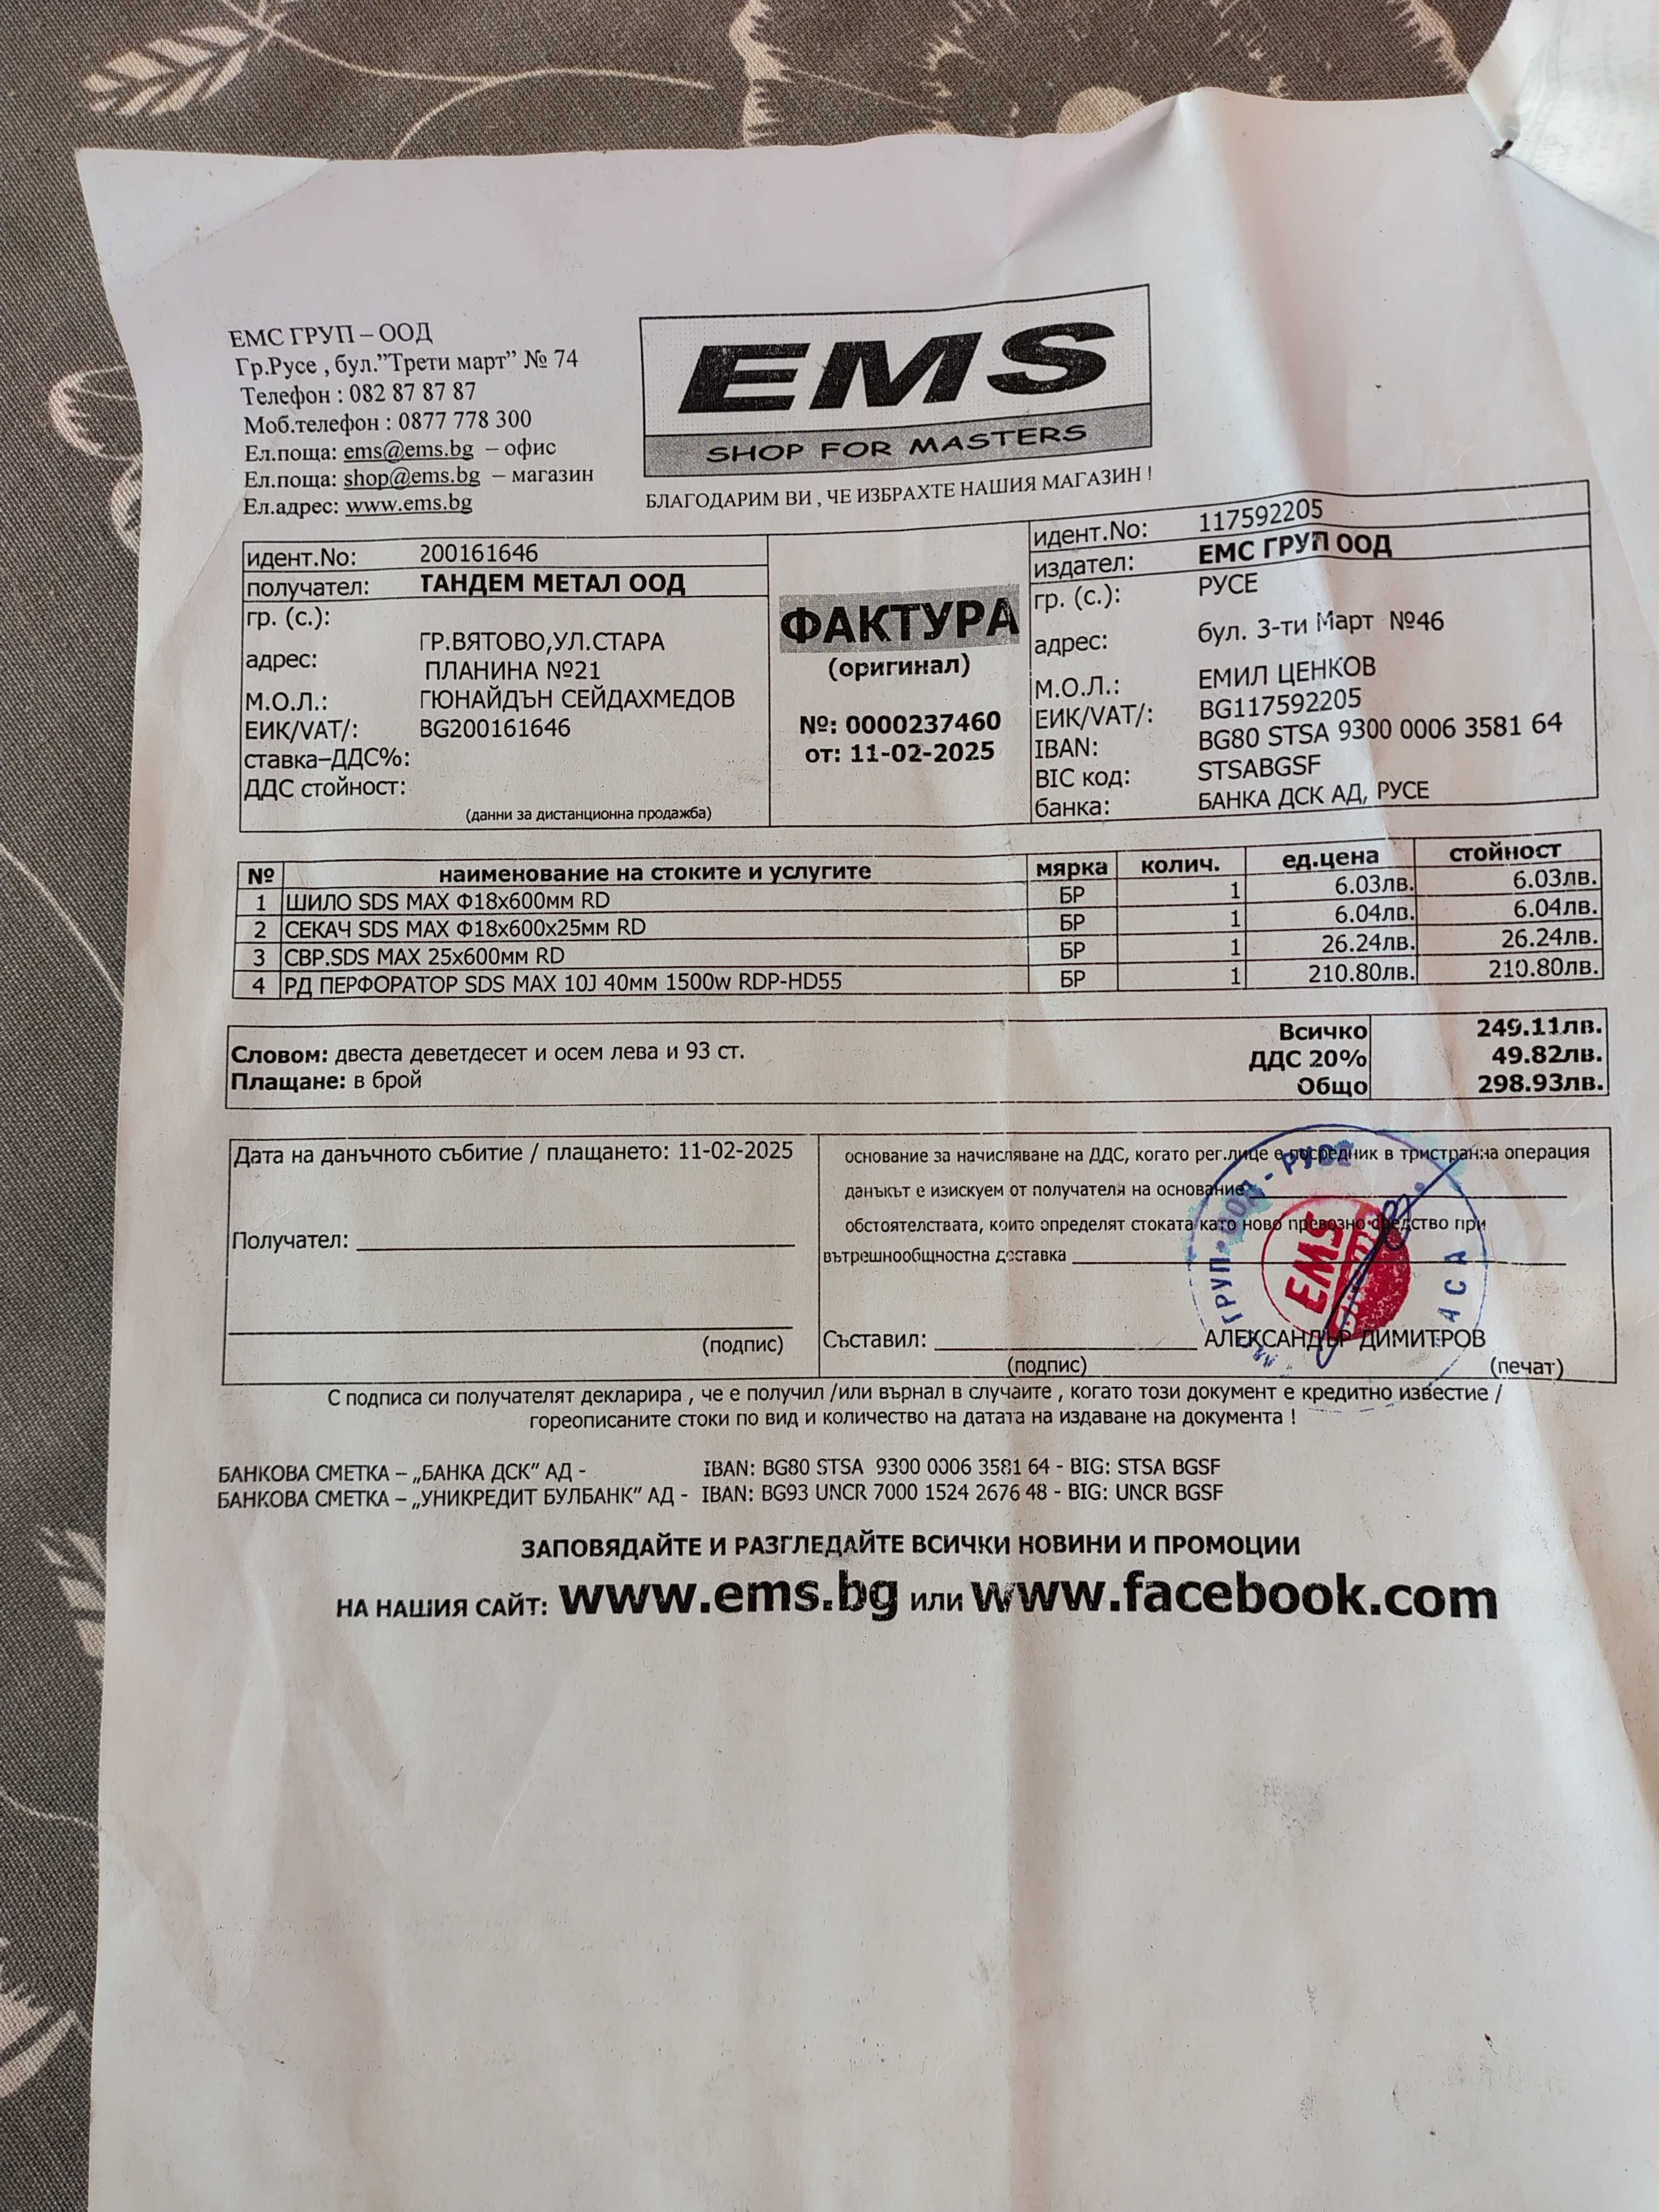 ЕМС ГРУП – ООД
Гр.Русе , бул."Трети март" № 74
Телефон : 082 87 87 87
Моб.телефон : 0877 778 300
Ел.поща: ems@ems.bg – офис
Ел.поща: shop@ems.bg – магазин
Ел.адрес: www.ems.bg
EMS
SHOP FOR MASTERS
БЛАГОДАРИМ ВИ , ЧЕ ИЗБРАХТЕ НАШИЯ МАГАЗИН !
идент.No: 200161646
получател: ТАНДЕМ МЕТАЛ ООД
гр. (с.):
адрес: ГР.ВЯТОВО,УЛ.СТАРА
ПЛАНИНА №21
М.О.Л.: ГЮНАЙДЪН СЕЙДАХМЕДОВ
ЕИК/VAT/: BG200161646
ставка–ДДС%:
ДДС стойност:
(данни за дистанционна продажба)
ФАКТУРА
(оригинал)
№: 0000237460
от: 11-02-2025
идент.No: 117592205
издател: ЕМС ГРУП ООД
гр. (с.): РУСЕ
адрес: бул. 3-ти Март №46
М.О.Л.: ЕМИЛ ЦЕНКОВ
ЕИК/VAT/: BG117592205
IBAN: BG80 STSA 9300 0006 3581 64
BIC код: STSABGSF
банка: БАНКА ДСК АД, РУСЕ
№ наименование на стоките и услугите мярка колич. ед.цена стойност
1 ШИЛО SDS MAX Ф18x600мм RD БР 1 6.03лв. 6.03лв.
2 СЕКАЧ SDS MAX Ф18x600x25мм RD БР 1 6.04лв. 6.04лв.
3 СВР.SDS MAX 25x600мм RD БР 1 26.24лв. 26.24лв.
4 РД ПЕРФОРАТОР SDS MAX 10J 40мм 1500w RDP-HD55 БР 1 210.80лв. 210.80лв.
Всичко 249.11лв.
Словом: двеста деветдесет и осем лева и 93 ст. ДДС 20% 49.82лв.
Плащане: в брой Общо 298.93лв.
Дата на данъчното събитие / плащането: 11-02-2025
Получател:
(подпис)
основание за начисляване на ДДС, когато рег.лице е посредник в тристранна операция
данъкът е изискуем от получателя на основание
обстоятелствата, които определят стоката като ново превозно средство при
вътрешнообщностна доставка
Съставил: АЛЕКСАНДЪР ДИМИТРОВ
(подпис) (печат)
ГРУП ООД - РУСЕ
EMS
С подписа си получателят декларира , че е получил /или върнал в случаите , когато този документ е кредитно известие /
гореописаните стоки по вид и количество на датата на издаване на документа !
БАНКОВА СМЕТКА – „БАНКА ДСК" АД - IBAN: BG80 STSA 9300 0006 3581 64 - BIG: STSA BGSF
БАНКОВА СМЕТКА – „УНИКРЕДИТ БУЛБАНК" АД - IBAN: BG93 UNCR 7000 1524 2676 48 - BIG: UNCR BGSF
ЗАПОВЯДАЙТЕ И РАЗГЛЕДАЙТЕ ВСИЧКИ НОВИНИ И ПРОМОЦИИ
НА НАШИЯ САЙТ: www.ems.bg или www.facebook.com